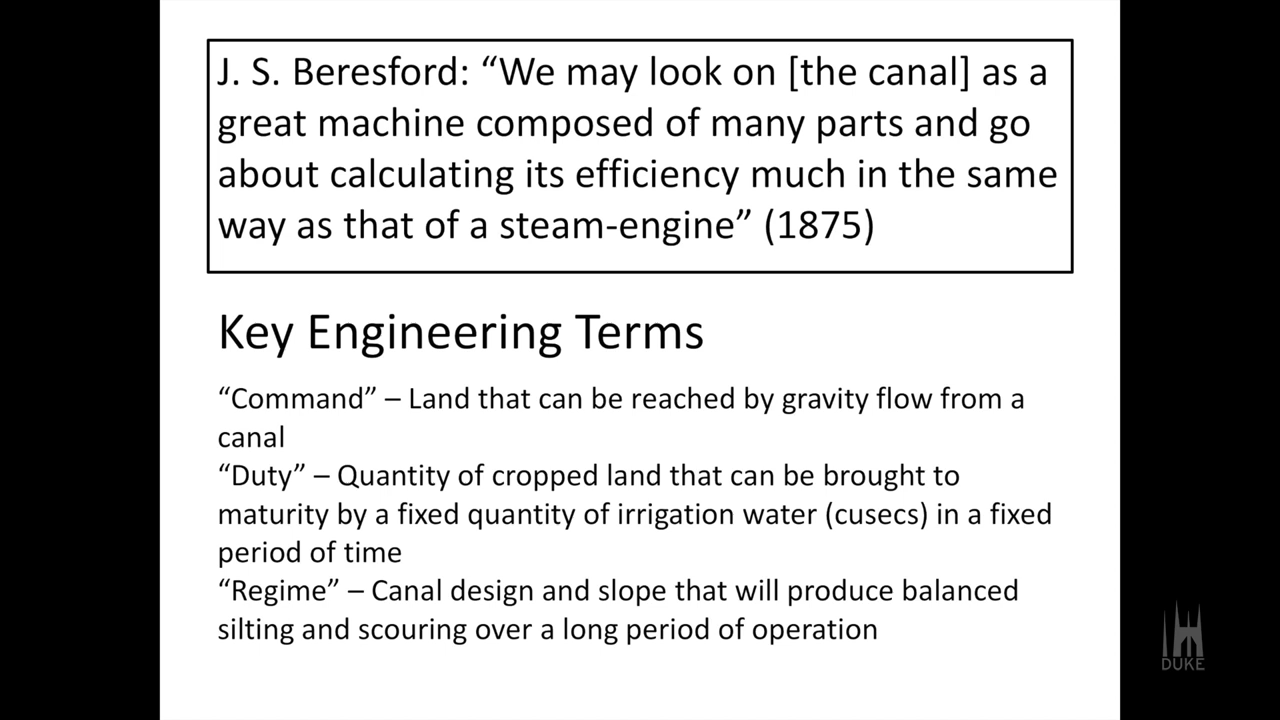 J. S. Beresford: “We may look on [the canal] as a
great machine composed of many parts and go
about calculating its efficiency much in the same
way as that of a steam-engine” (1875)
Key Engineering Terms
“Command” – Land that can be reached by gravity flow from a
canal
“Duty” – Quantity of cropped land that can be brought to
maturity by a fixed quantity of irrigation water (cusecs) in a fixed
period of time
“Regime” – Canal design and slope that will produce balanced
silting and scouring over a long period of operation
DUKE